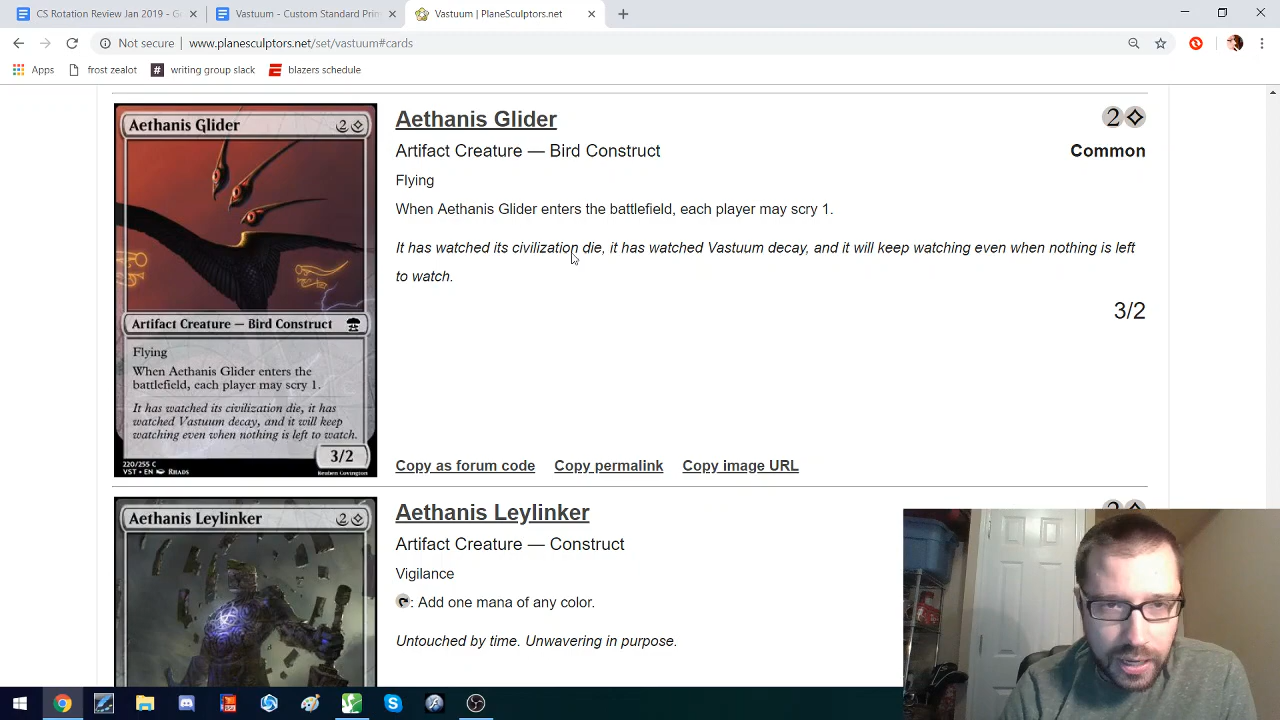 CS Rotation Review Jan 2019 - G
Vastuum - Custom Standard Prin
Vastuum | PlaneSculptors.net
Not secure | www.planesculptors.net/set/vastuum#cards
Apps frost zealot writing group slack blazers schedule
Aethanis Glider 2
Artifact Creature — Bird Construct
Flying
When Aethanis Glider enters the
battlefield, each player may scry 1.
It has watched its civilization die, it has
watched Vastuum decay, and it will keep
watching even when nothing is left to watch.
3/2
220/255 C
VST • EN RHADS
Aethanis Glider 2
Artifact Creature — Bird Construct Common
Flying
When Aethanis Glider enters the battlefield, each player may scry 1.
It has watched its civilization die, it has watched Vastuum decay, and it will keep watching even when nothing is left
to watch.
3/2
Copy as forum code Copy permalink Copy image URL
Aethanis Leylinker 2
Aethanis Leylinker
Artifact Creature — Construct
Vigilance
: Add one mana of any color.
Untouched by time. Unwavering in purpose.